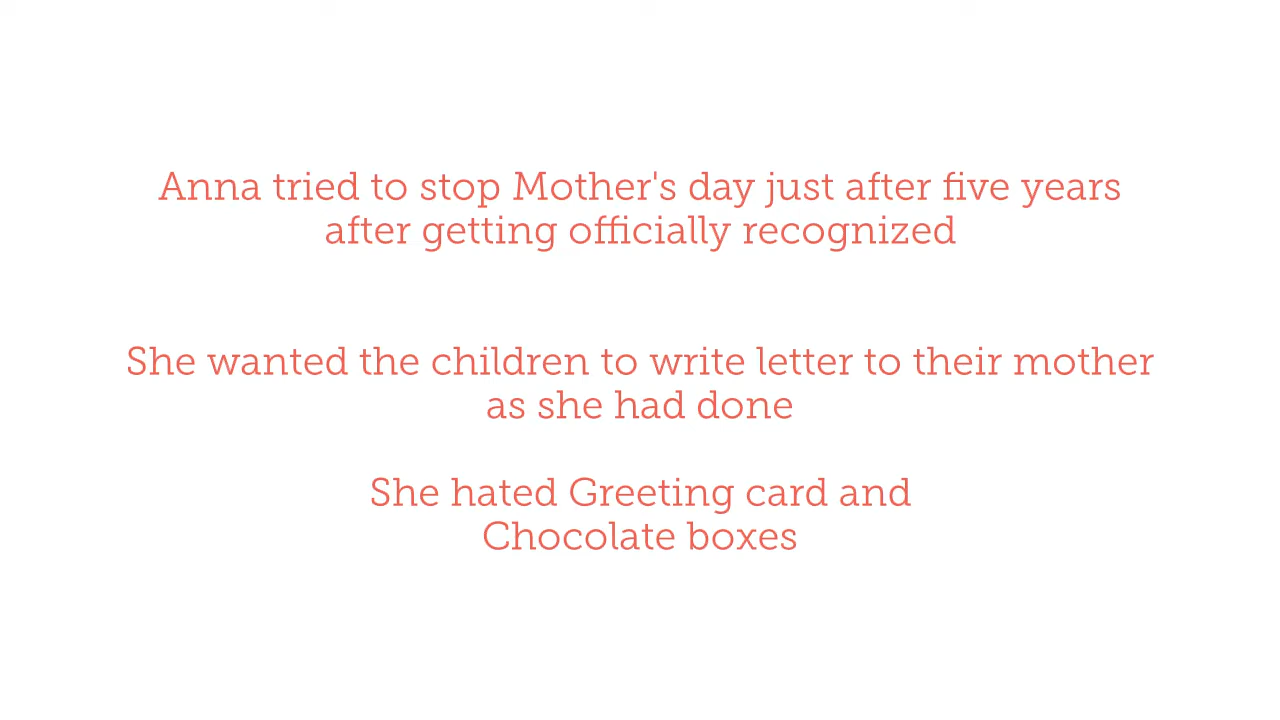 Anna tried to stop Mother's day just after five years
after getting officially recognized
She wanted the children to write letter to their mother
as she had done
She hated Greeting card and
Chocolate boxes